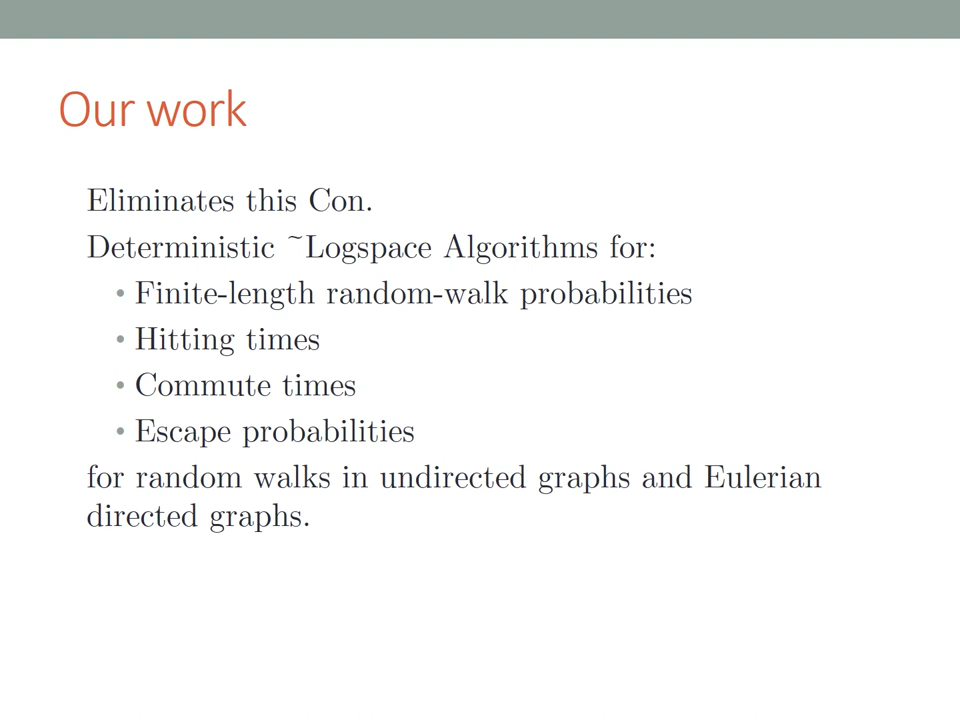 Our work
Eliminates this Con.
Deterministic ~Logspace Algorithms for:
• Finite-length random-walk probabilities
• Hitting times
• Commute times
• Escape probabilities
for random walks in undirected graphs and Eulerian
directed graphs.